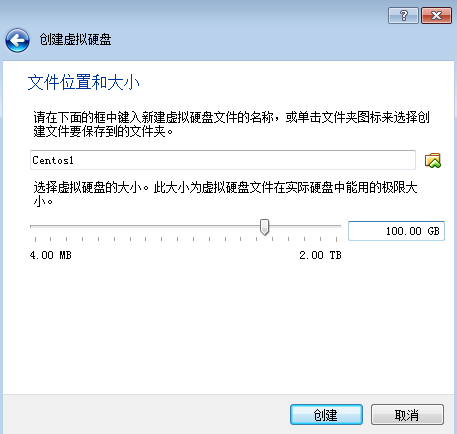 创建虚拟硬盘
文件位置和大小
请在下面的框中键入新建虚拟硬盘文件的名称，或单击文件夹图标来选择创
建文件要保存到的文件夹。
Centos1
选择虚拟硬盘的大小。此大小为虚拟硬盘文件在实际硬盘中能用的极限大
小。
100.00 GB
4.00 MB 2.00 TB
创建 取消